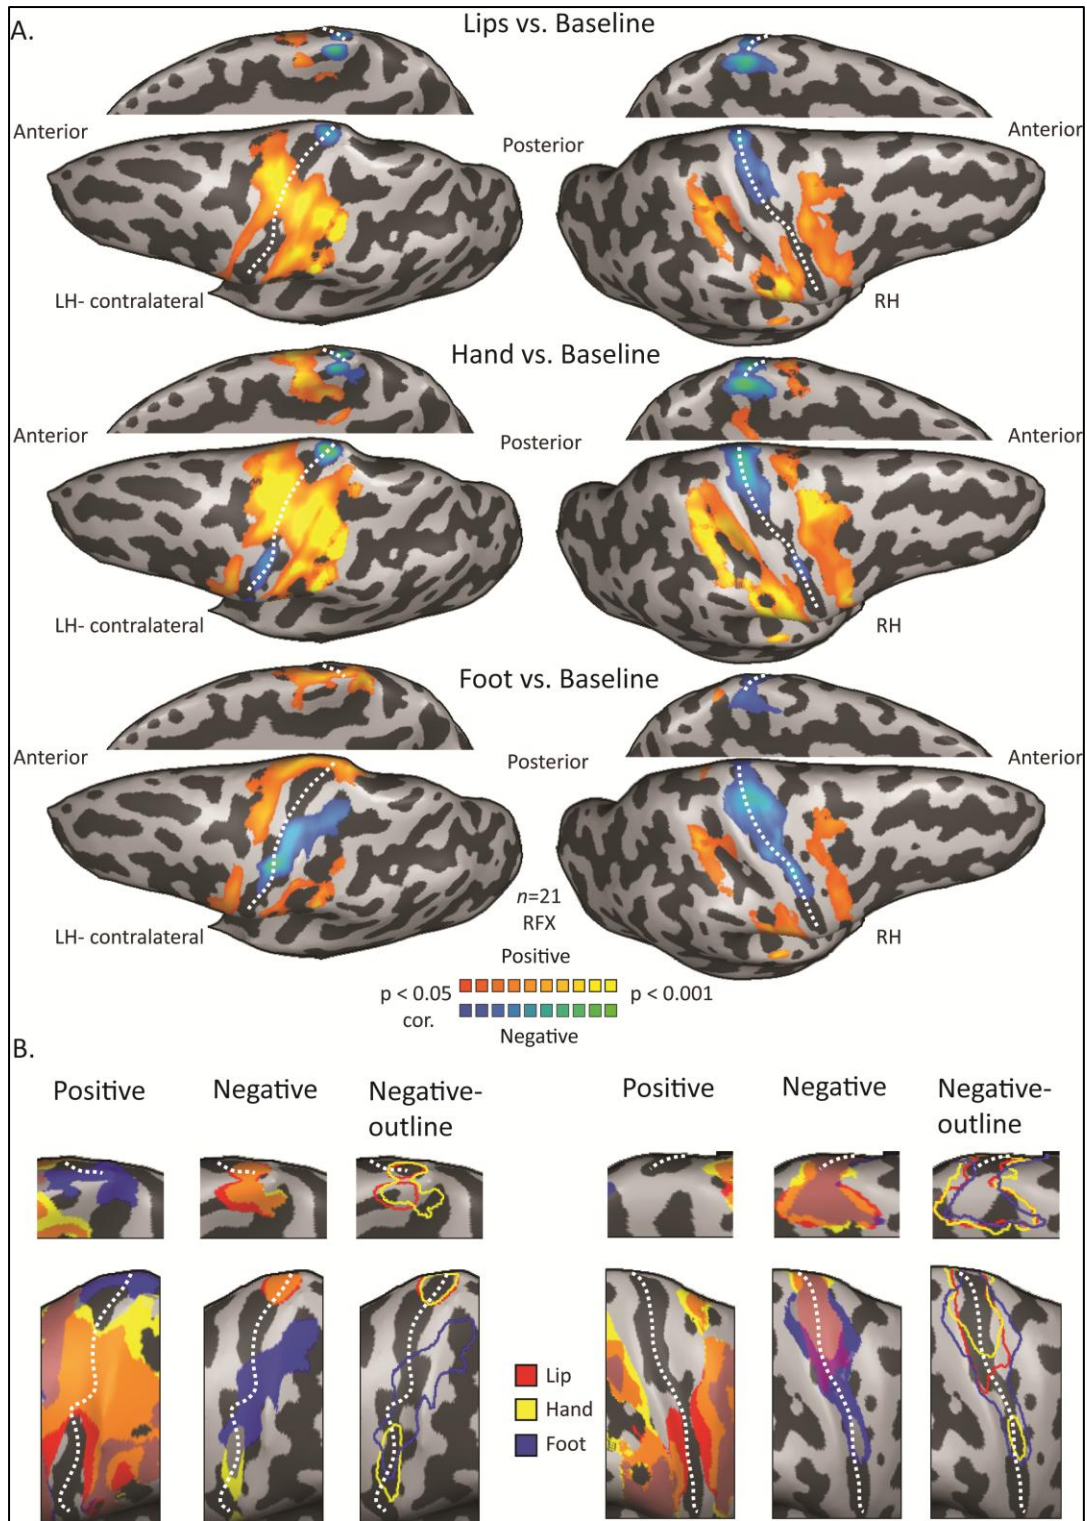 A.
Lips vs. Baseline
Anterior
Posterior
Anterior
LH- contralateral
RH
Hand vs. Baseline
Anterior
Posterior
Anterior
LH- contralateral
RH
Foot vs. Baseline
Anterior
Posterior
Anterior
LH- contralateral
RH
n=21
RFX
Positive
p < 0.05
cor.
p < 0.001
Negative
B.
Positive
Negative
Negative-
outline
Positive
Negative
Negative-
outline
Lip
Hand
Foot